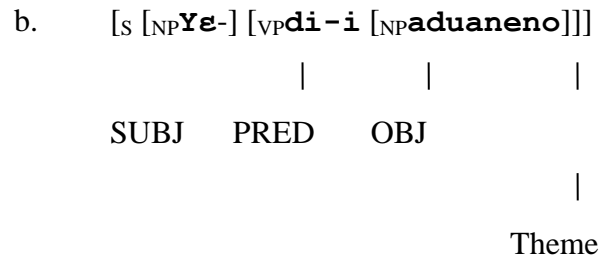 b. [S [NPYɛ-] [VPdi-i [NPaduaneno]]]
| | |
SUBJ PRED OBJ
|
Theme